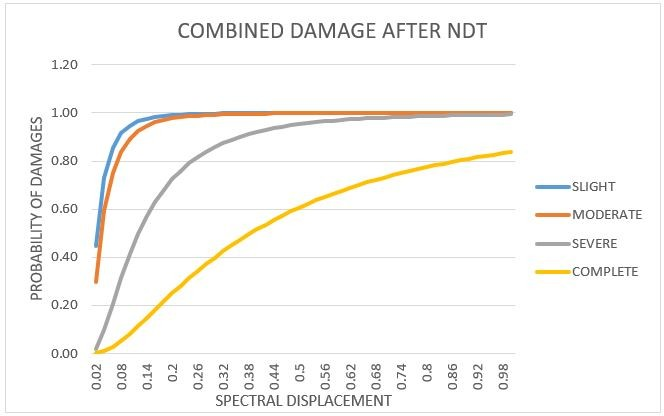 COMBINED DAMAGE AFTER NDT
PROBABILITY OF DAMAGES
1.20
1.00
0.80
0.60
0.40
0.20
0.00
0.02 0.08 0.14 0.2 0.26 0.32 0.38 0.44 0.5 0.56 0.62 0.68 0.74 0.8 0.86 0.92 0.98
SPECTRAL DISPLACEMENT
SLIGHT
MODERATE
SEVERE
COMPLETE